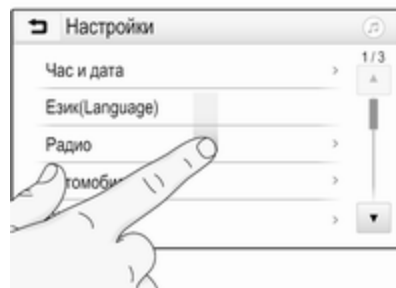 Настройки
1/3
Час и дата
Език(Language)
Радио